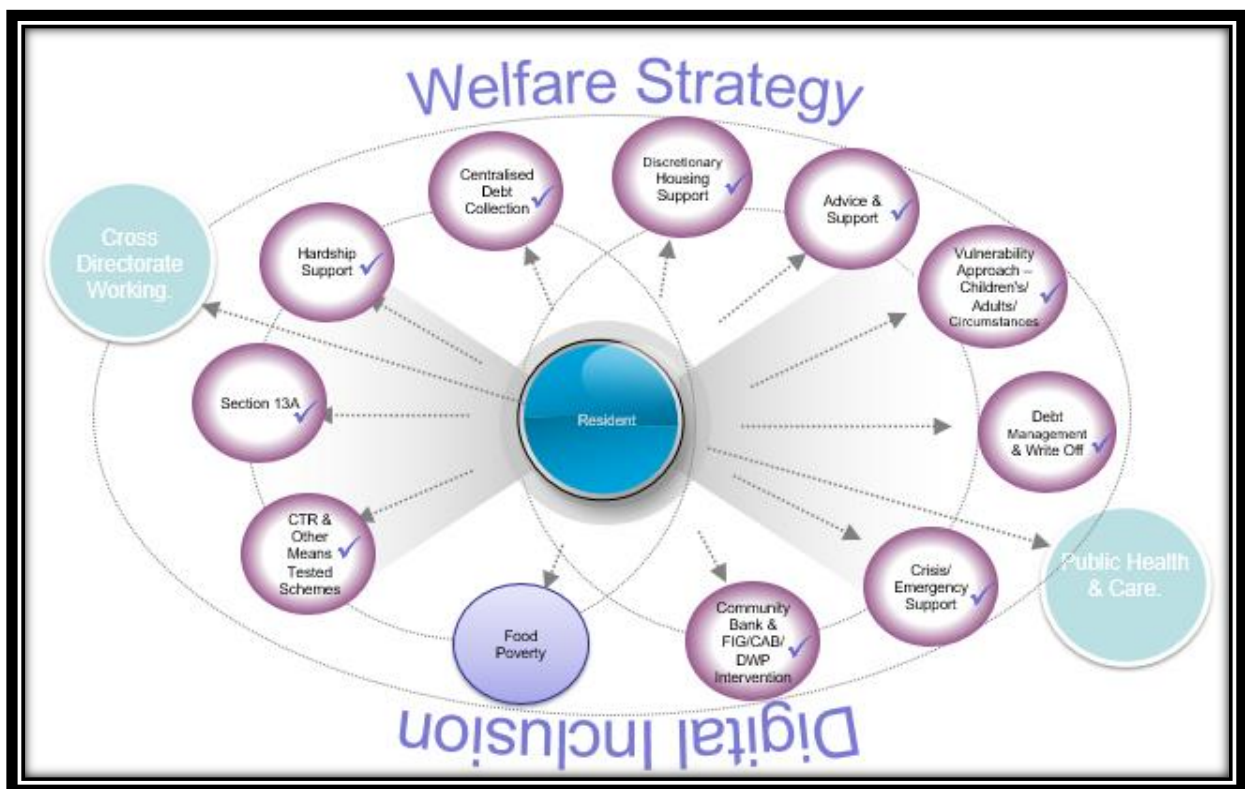 Welfare Strategy
Centralised
Debt
Collection
Discretionary
Housing
Support
Advice &
Support
Hardship
Support
Cross
Directorate
Working.
Vulnerability
Approach –
Children's/
Adults/
Circumstances
Section 13A
Resident
Debt
Management
& Write Off
CTR &
Other
Means
Tested
Schemes
Food
Poverty
Community
Bank &
FIG/CAB/
DWP
Intervention
Crisis/
Emergency
Support
Public Health
& Care.
Digital Inclusion